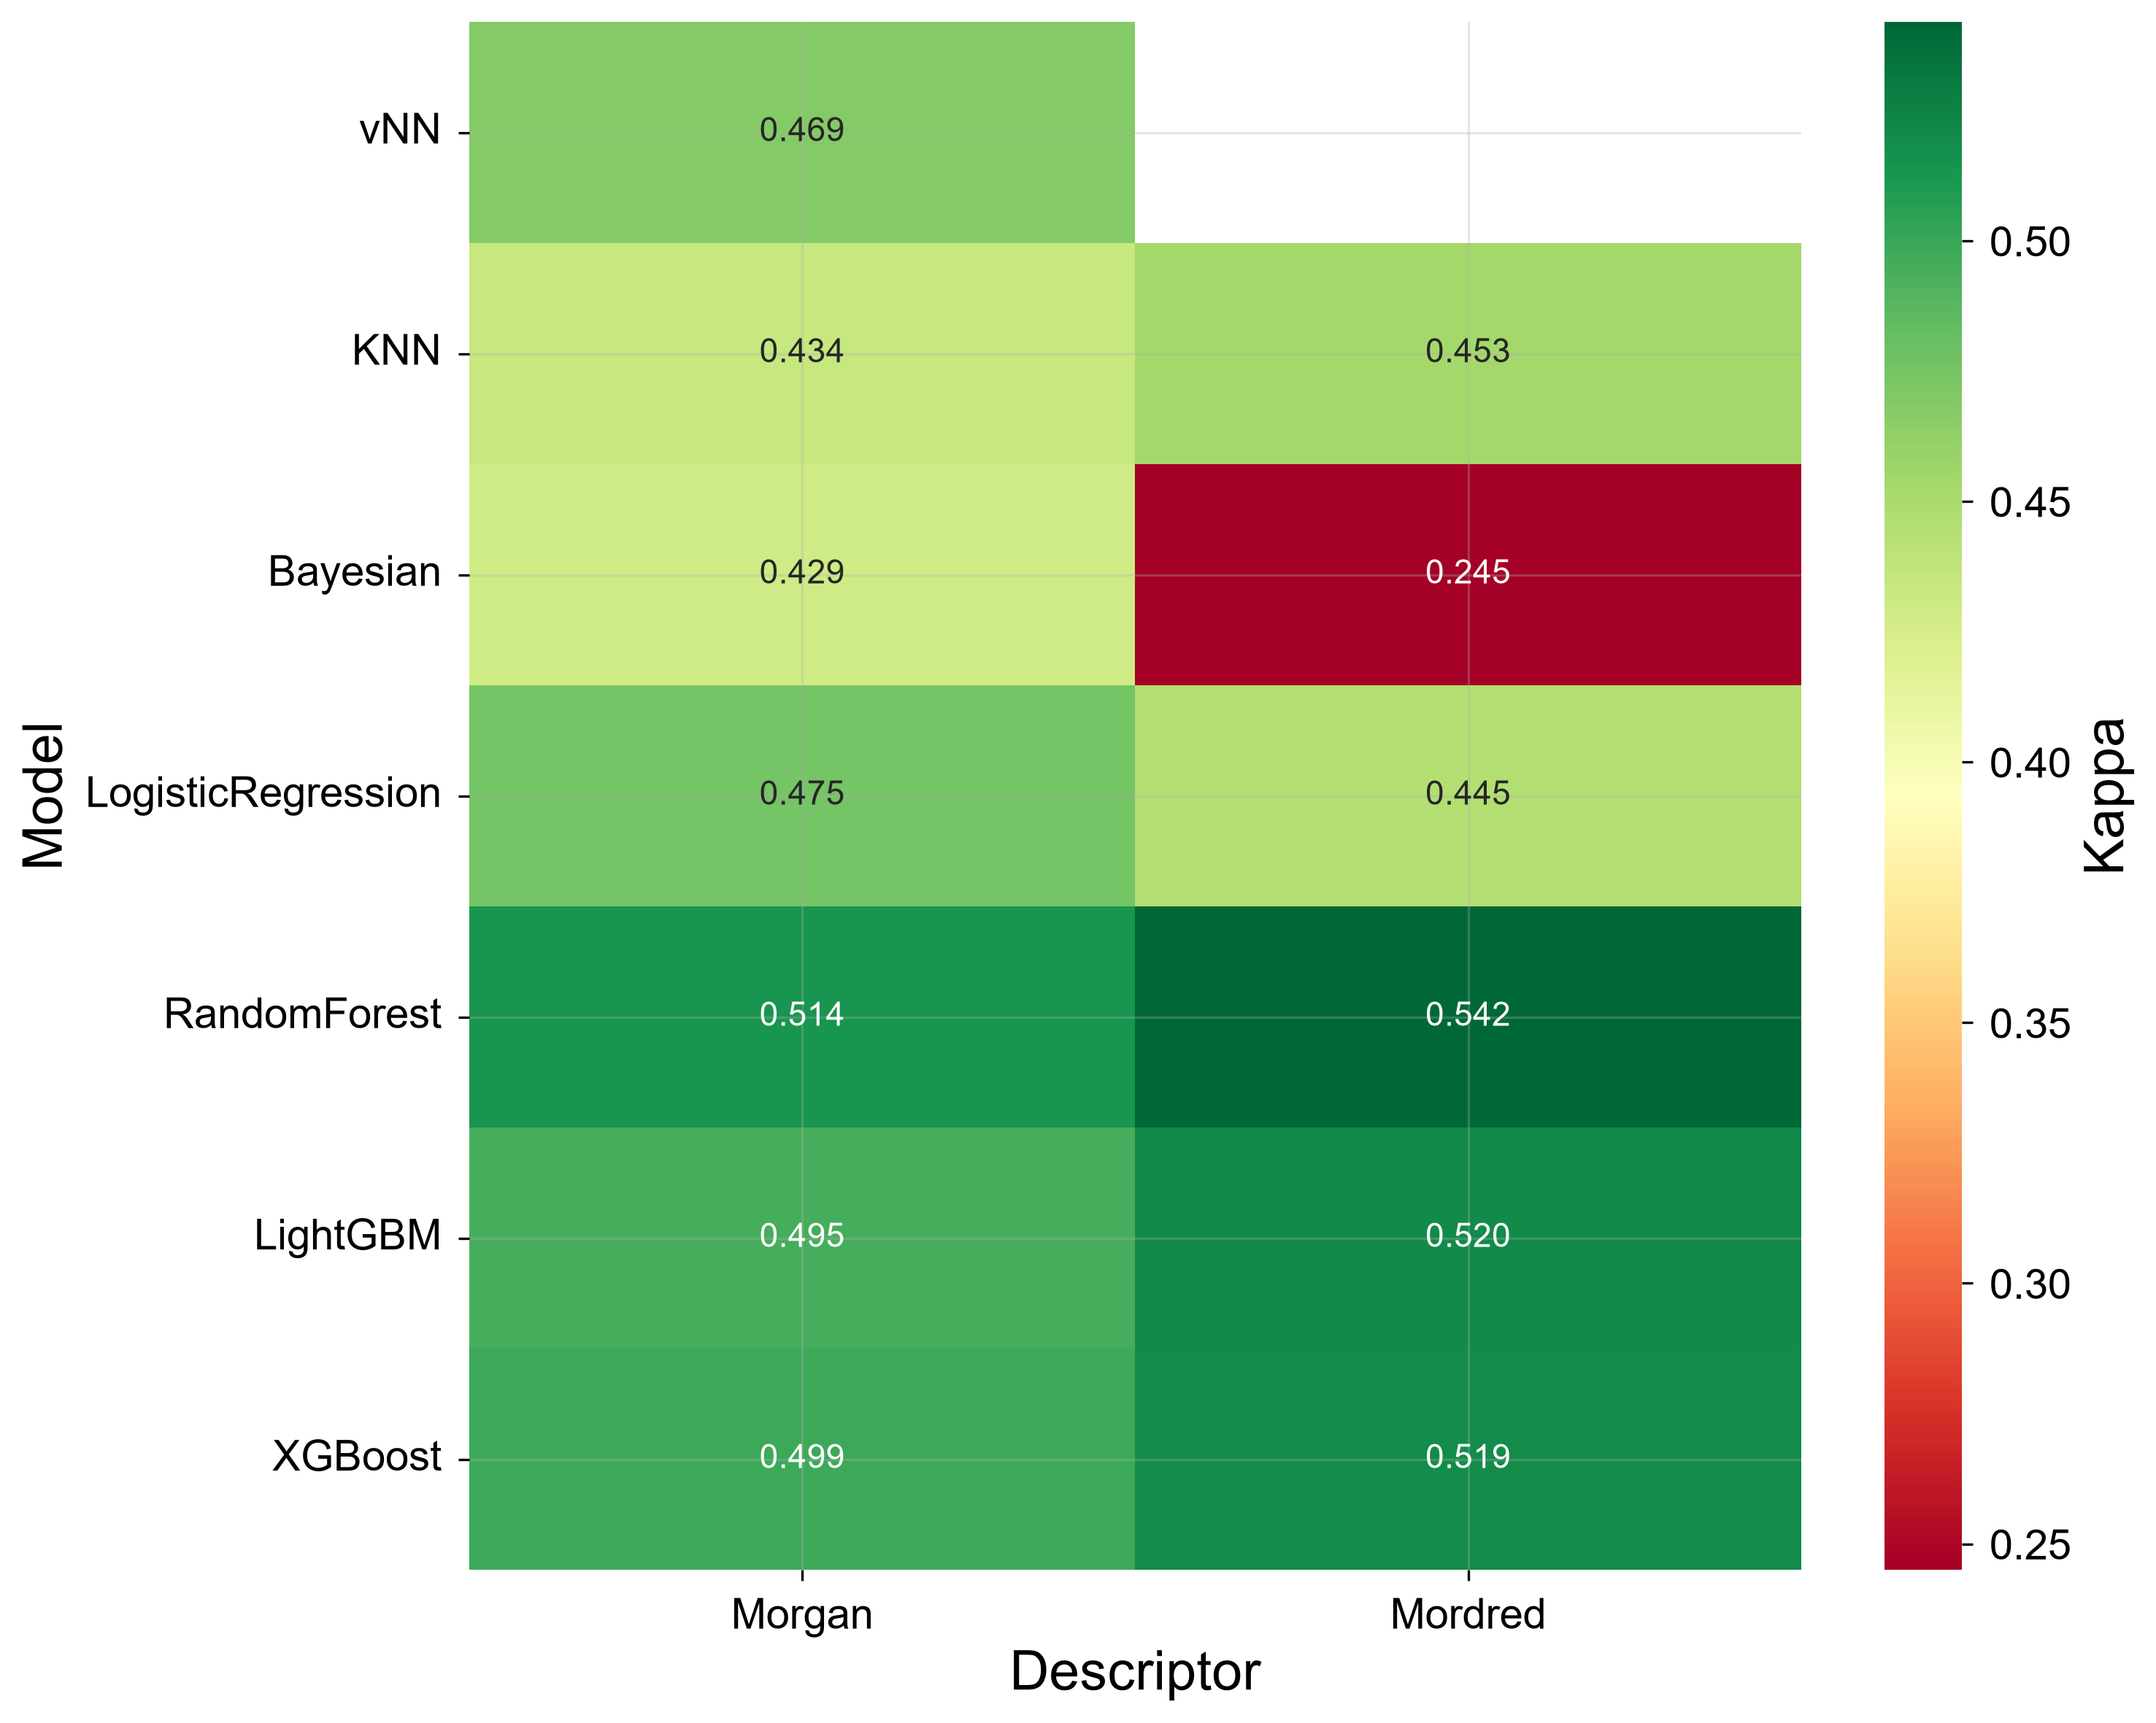 Model
vNN 0.469
KNN 0.434 0.453
Bayesian 0.429 0.245
LogisticRegression 0.475 0.445
RandomForest 0.514 0.542
LightGBM 0.495 0.520
XGBoost 0.499 0.519
Morgan Mordred
Descriptor
0.50
0.45
0.40
0.35
0.30
0.25
Kappa